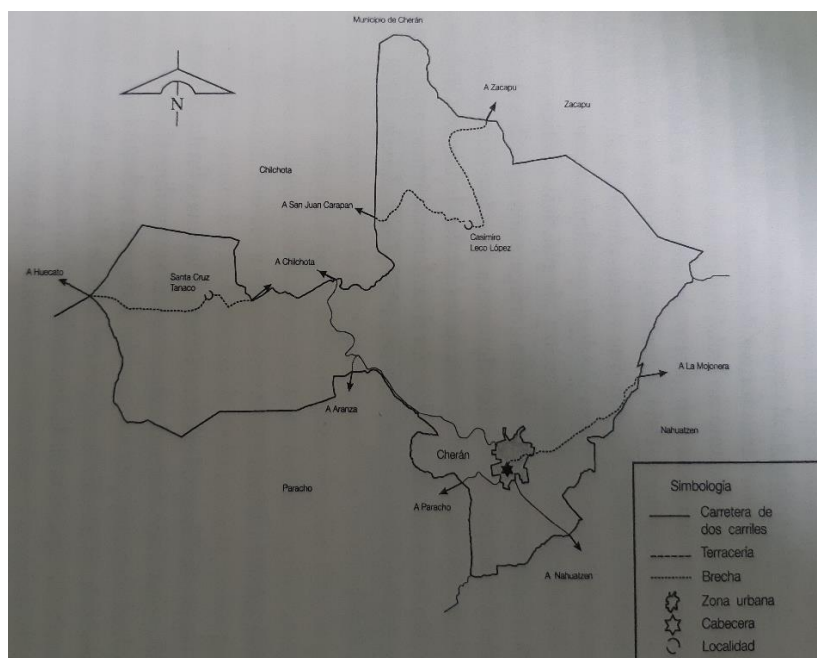 Municipio de Cherán
N
A Zacapu
Zacapu
Chilchota
A San Juan Carapan
Casimiro
Leco López
A Huecato
Santa Cruz
Tanaco
A Chilchota
A Aranza
A La Mojonera
Nahuatzen
Cherán
Paracho
A Paracho
A Nahuatzen
Simbología
Carretera de
dos carriles
Terracería
Brecha
Zona urbana
Cabecera
Localidad